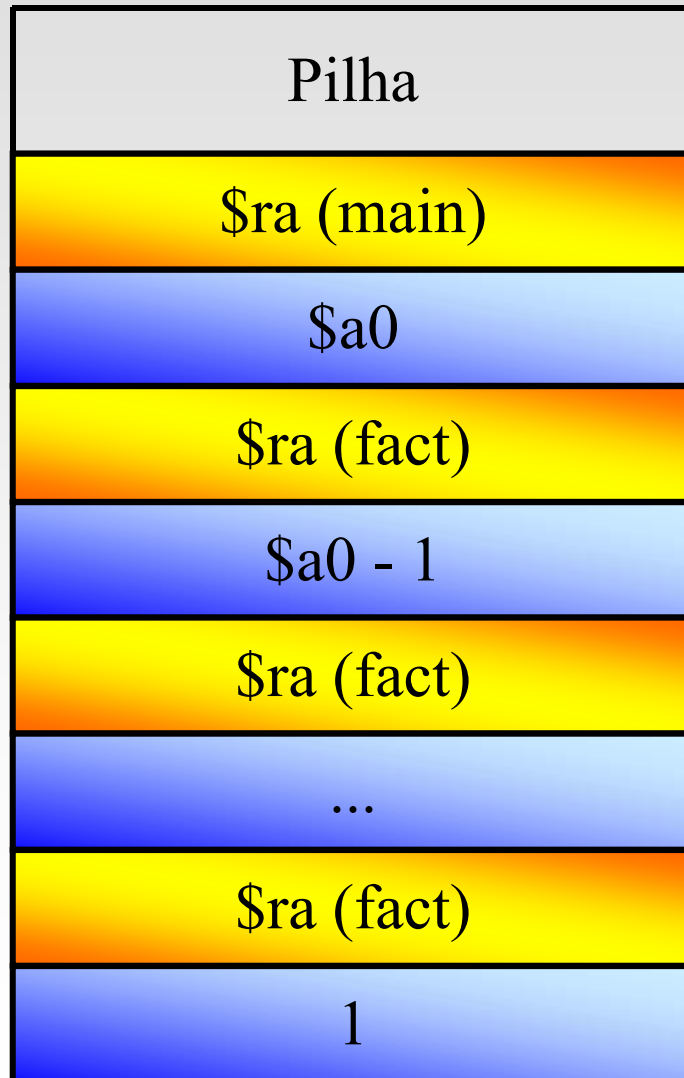 Pilha
$ra (main)
$a0
$ra (fact)
$a0 - 1
$ra (fact)
...
$ra (fact)
1